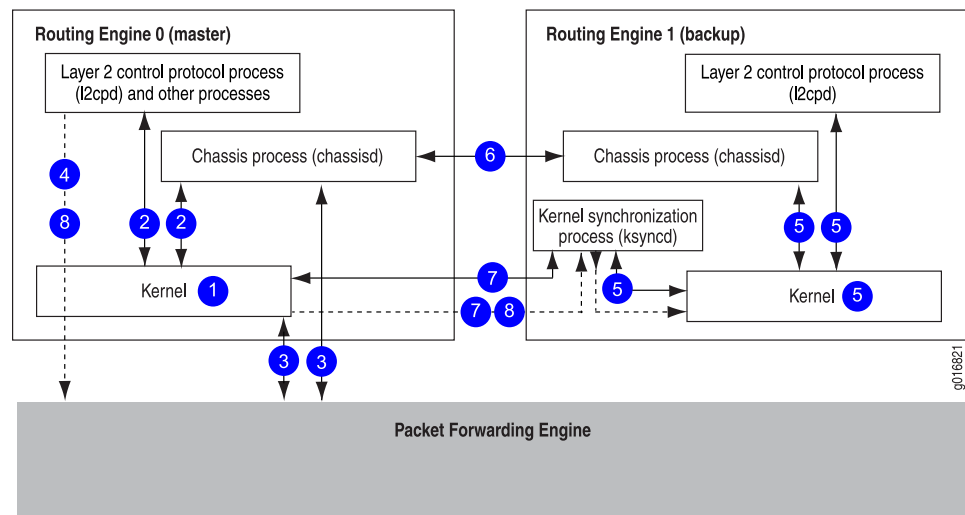 Routing Engine 0 (master)
Layer 2 control protocol process
(l2cpd) and other processes
Chassis process (chassisd)
4
8
2
2
Kernel 1
3
3
6
7
7 8
Routing Engine 1 (backup)
Layer 2 control protocol process
(l2cpd)
Chassis process (chassisd)
Kernel synchronization
process (ksyncd)
5
5
5
Kernel 5
g016821
Packet Forwarding Engine